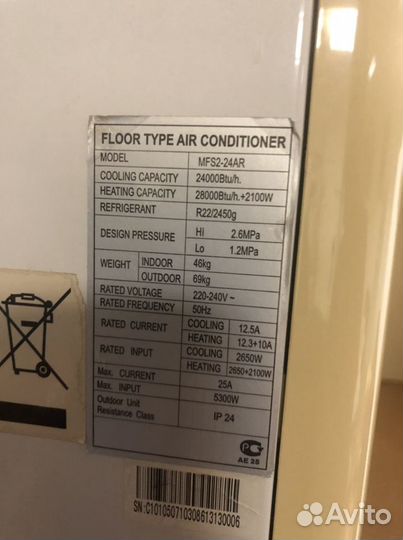 FLOOR TYPE AIR CONDITIONER
MODEL MFS2-24AR
COOLING CAPACITY 24000Btu/h.
HEATING CAPACITY 28000Btu/h.+2100W
REFRIGERANT R22/2450g
DESIGN PRESSURE Hi 2.6MPa
Lo 1.2MPa
WEIGHT INDOOR 46kg
OUTDOOR 69kg
RATED VOLTAGE 220-240V ~
RATED FREQUENCY 50Hz
RATED CURRENT COOLING 12.5A
HEATING 12.3+10A
RATED INPUT COOLING 2650W
HEATING 2650+2100W
Max. CURRENT 25A
Max. INPUT 5300W
Outdoor Unit
Resistance Class IP 24
АЕ 25
SN:C101050710308613130006
Avito